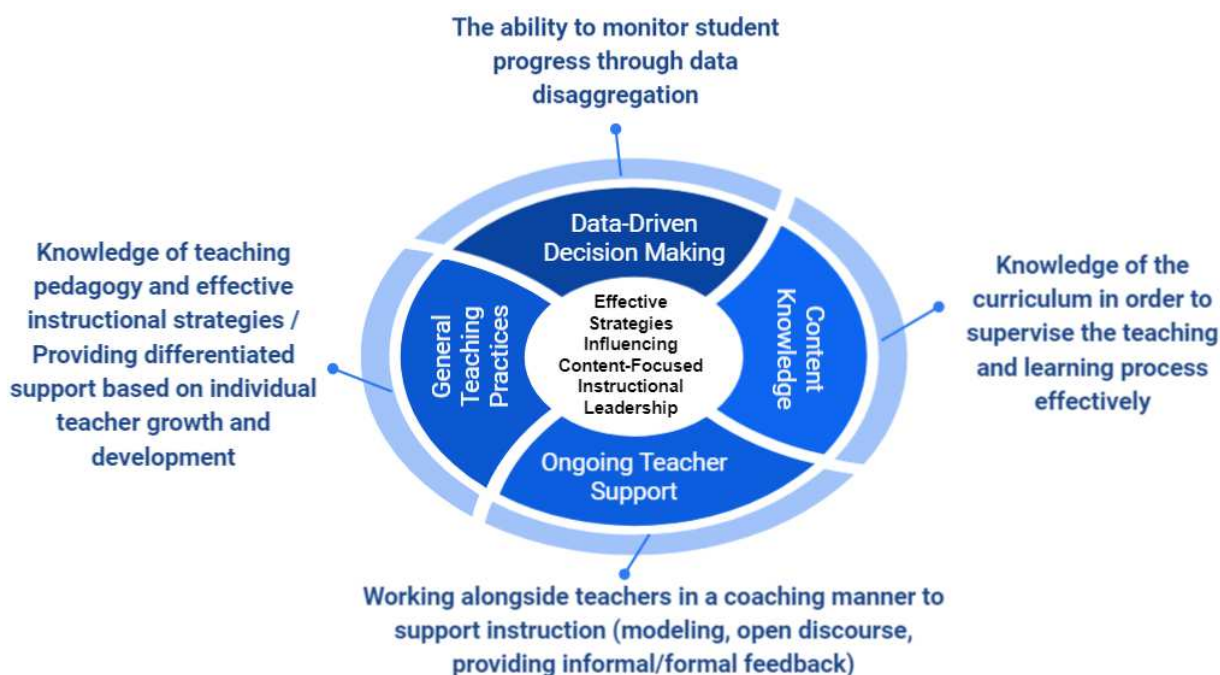 The ability to monitor student
progress through data
disaggregation
Data-Driven
Decision Making
Knowledge of teaching
pedagogy and effective
instructional strategies /
Providing differentiated
support based on individual
teacher growth and
development
General
Teaching
Practices
Effective
Strategies
Influencing
Content-Focused
Instructional
Leadership
Content
Knowledge
Knowledge of the
curriculum in order to
supervise the teaching
and learning process
effectively
Ongoing Teacher
Support
Working alongside teachers in a coaching manner to
support instruction (modeling, open discourse,
providing informal/formal feedback)